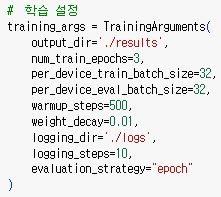 # 학습 설정
training_args = TrainingArguments(
    output_dir='./results',
    num_train_epochs=3,
    per_device_train_batch_size=32,
    per_device_eval_batch_size=32,
    warmup_steps=500,
    weight_decay=0.01,
    logging_dir='./logs',
    logging_steps=10,
    evaluation_strategy="epoch"
)